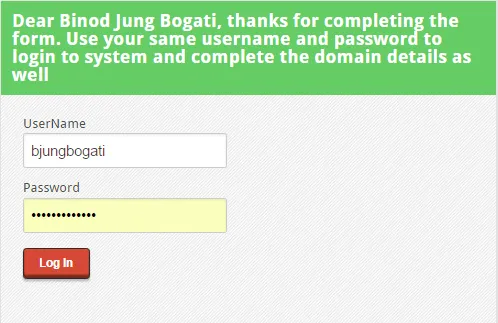 Dear Binod Jung Bogati, thanks for completing the
form. Use your same username and password to
login to system and complete the domain details as
well
UserName
bjungbogati
Password
•••••••••••••
Log In